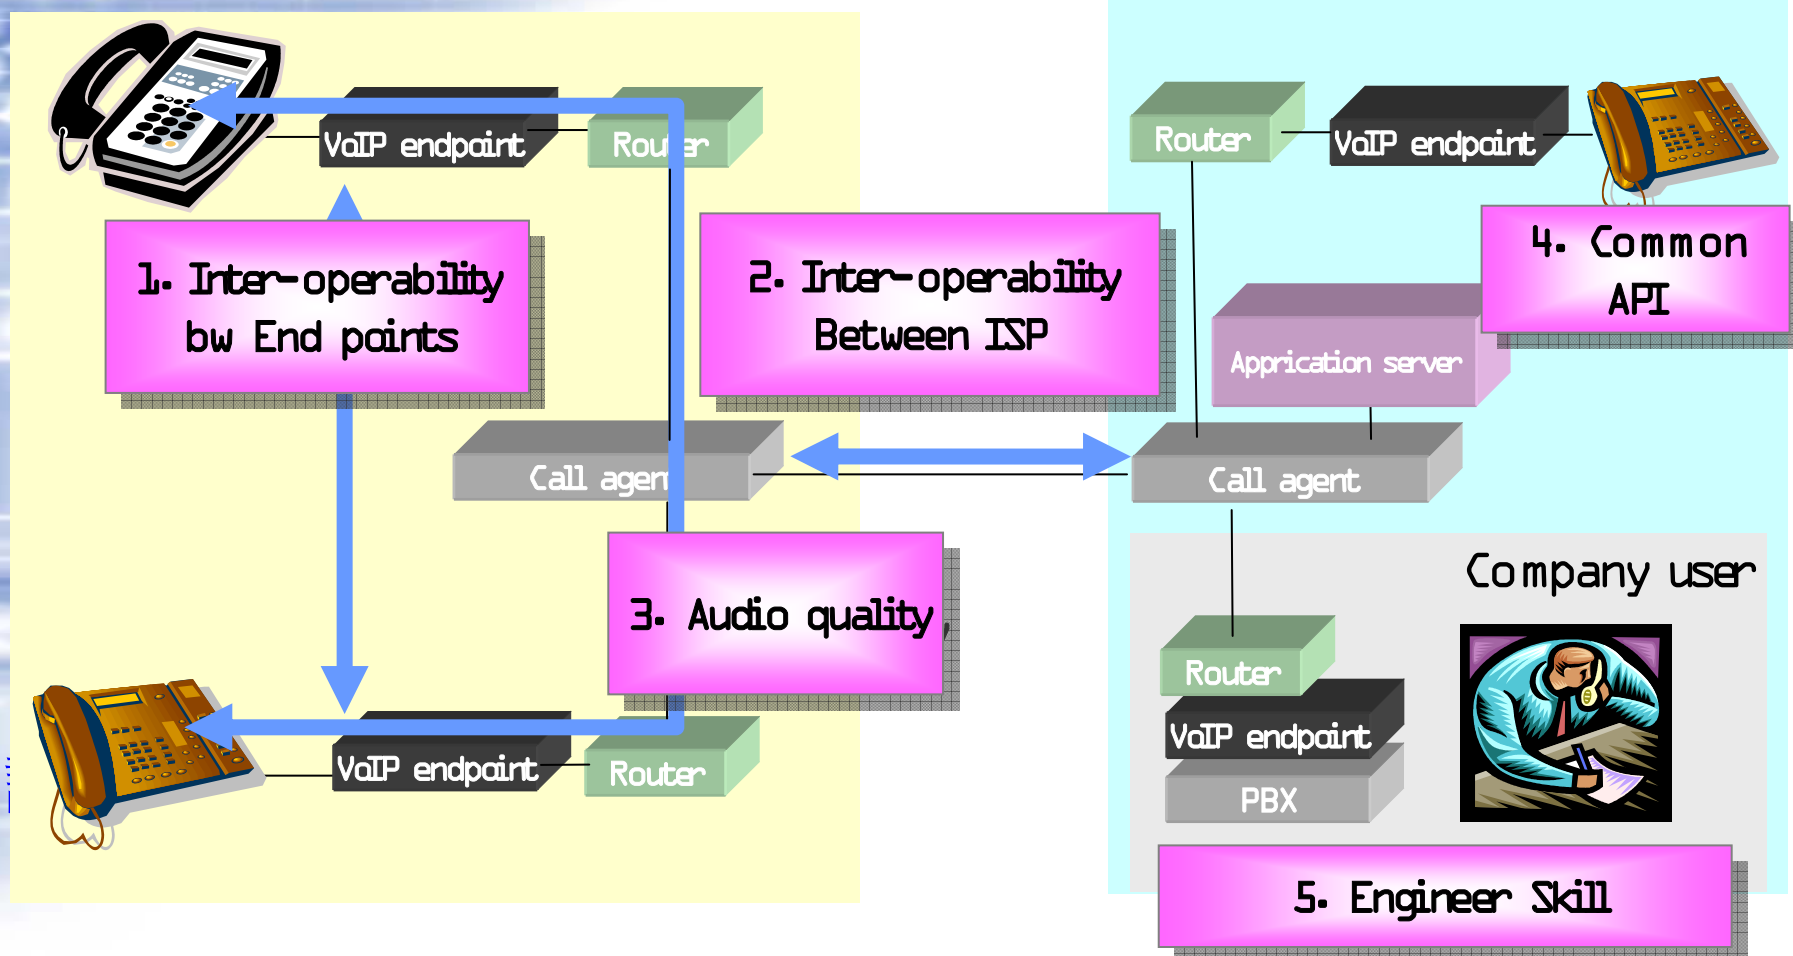 VoIP endpoint
Router
Router
VoIP endpoint
1. Inter-operability
bw End points
2. Inter-operability
Between ISP
4. Common
API
Apprication server
Call agent
Call agent
3. Audio quality
Company user
Router
VoIP endpoint
PBX
VoIP endpoint
Router
5. Engineer Skill